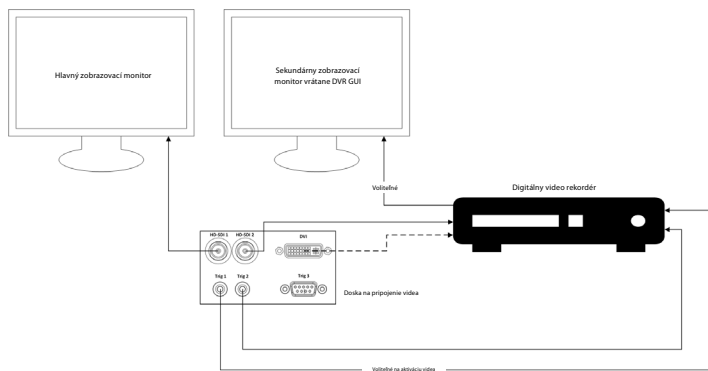 Hlavný zobrazovací monitor
Sekundárny zobrazovací
monitor vrátane DVR GUI
Voliteľné
Digitálny video rekordér
HD-SDI 1
HD-SDI 2
DVI
Trig 1
Trig 2
Trig 3
Doska na pripojenie videa
Voliteľné na aktiváciu videa